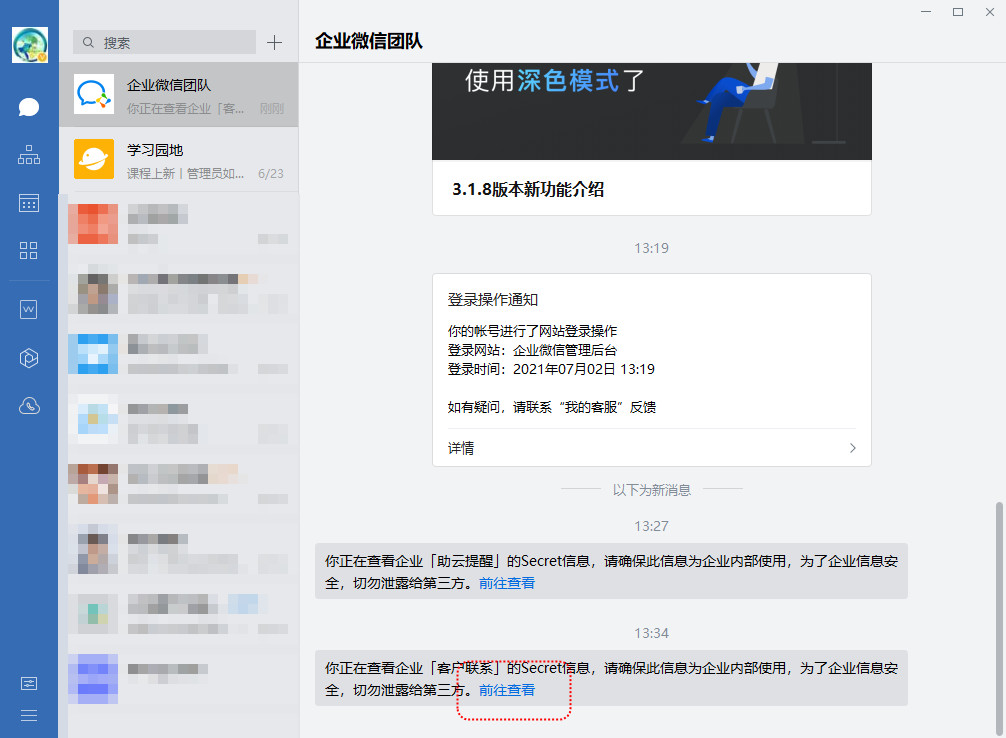 搜索
企业微信团队
企业微信团队
你正在查看企业「客... 刚刚
学习园地
课程上新丨管理员如... 6/23
使用深色模式了
3.1.8版本新功能介绍
13:19
登录操作通知
你的帐号进行了网站登录操作
登录网站：企业微信管理后台
登录时间：2021年07月02日 13:19
如有疑问，请联系“我的客服”反馈
详情
以下为新消息
13:27
你正在查看企业「助云提醒」的Secret信息，请确保此信息为企业内部使用，为了企业信息安
全，切勿泄露给第三方。前往查看
13:34
你正在查看企业「客户联系」的Secret信息，请确保此信息为企业内部使用，为了企业信息安
全，切勿泄露给第三方。前往查看